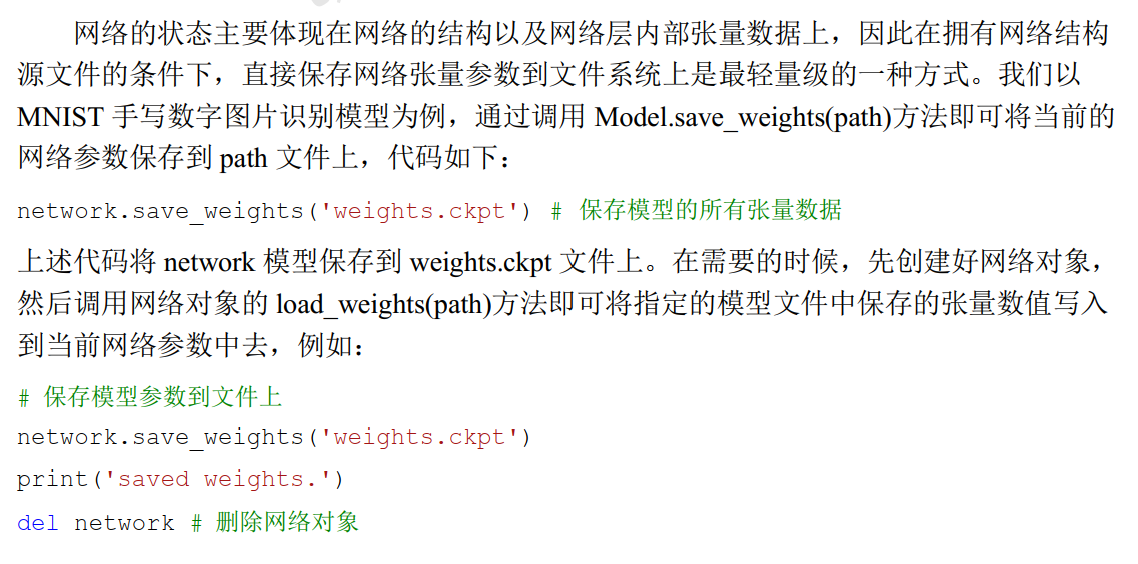 网络的状态主要体现在网络的结构以及网络层内部张量数据上，因此在拥有网络结构
源文件的条件下，直接保存网络张量参数到文件系统上是最轻量级的一种方式。我们以
MNIST 手写数字图片识别模型为例，通过调用 Model.save_weights(path)方法即可将当前的
网络参数保存到 path 文件上，代码如下：
network.save_weights('weights.ckpt') # 保存模型的所有张量数据
上述代码将 network 模型保存到 weights.ckpt 文件上。在需要的时候，先创建好网络对象，
然后调用网络对象的 load_weights(path)方法即可将指定的模型文件中保存的张量数值写入
到当前网络参数中去，例如：
# 保存模型参数到文件上
network.save_weights('weights.ckpt')
print('saved weights.')
del network # 删除网络对象